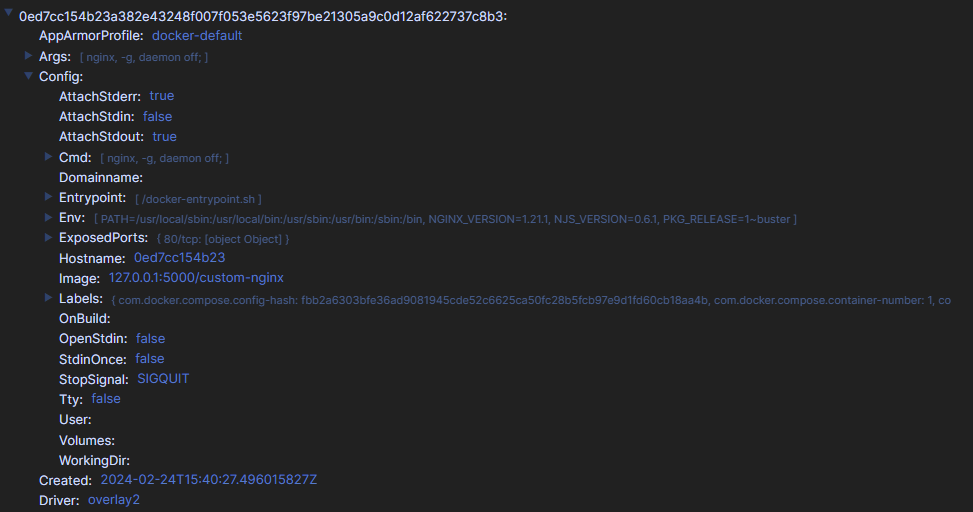 0ed7cc154b23a382e43248f007f053e5623f97be21305a9c0d12af622737c8b3:
AppArmorProfile: docker-default
Args: [ nginx, -g, daemon off; ]
Config:
AttachStderr: true
AttachStdin: false
AttachStdout: true
Cmd: [ nginx, -g, daemon off; ]
Domainname:
Entrypoint: [ /docker-entrypoint.sh ]
Env: [ PATH=/usr/local/sbin:/usr/local/bin:/usr/sbin:/usr/bin:/sbin:/bin, NGINX_VERSION=1.21.1, NJS_VERSION=0.6.1, PKG_RELEASE=1~buster ]
ExposedPorts: { 80/tcp: [object Object] }
Hostname: 0ed7cc154b23
Image: 127.0.0.1:5000/custom-nginx
Labels: { com.docker.compose.config-hash: fbb2a6303bfe36ad9081945cde52c6625ca50fc28b5fcb97e9d1fd60cb18aa4b, com.docker.compose.container-number: 1, co
OnBuild:
OpenStdin: false
StdinOnce: false
StopSignal: SIGQUIT
Tty: false
User:
Volumes:
WorkingDir:
Created: 2024-02-24T15:40:27.496015827Z
Driver: overlay2